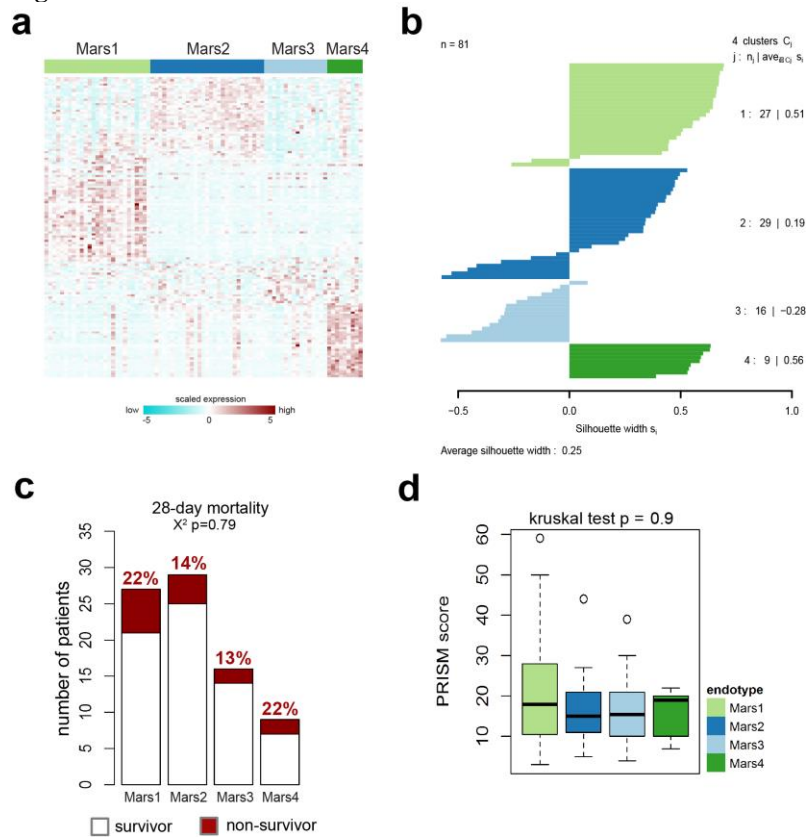 a
Mars1 Mars2 Mars3 Mars4
scaled expression
low high
-5 0 5
b
n = 81
4 clusters Cⱼ
j : nⱼ | aveᵢ∈Cⱼ sᵢ
1 : 27 | 0.51
2 : 29 | 0.19
3 : 16 | −0.28
4 : 9 | 0.56
−0.5 0.0 0.5 1.0
Silhouette width sᵢ
Average silhouette width : 0.25
c
28-day mortality
X² p=0.79
number of patients
35
30
25
20
15
10
5
0
22% 14% 13% 22%
Mars1 Mars2 Mars3 Mars4
survivor non-survivor
d
kruskal test p = 0.9
PRISM score
60
50
40
30
20
10
endotype
Mars1
Mars2
Mars3
Mars4